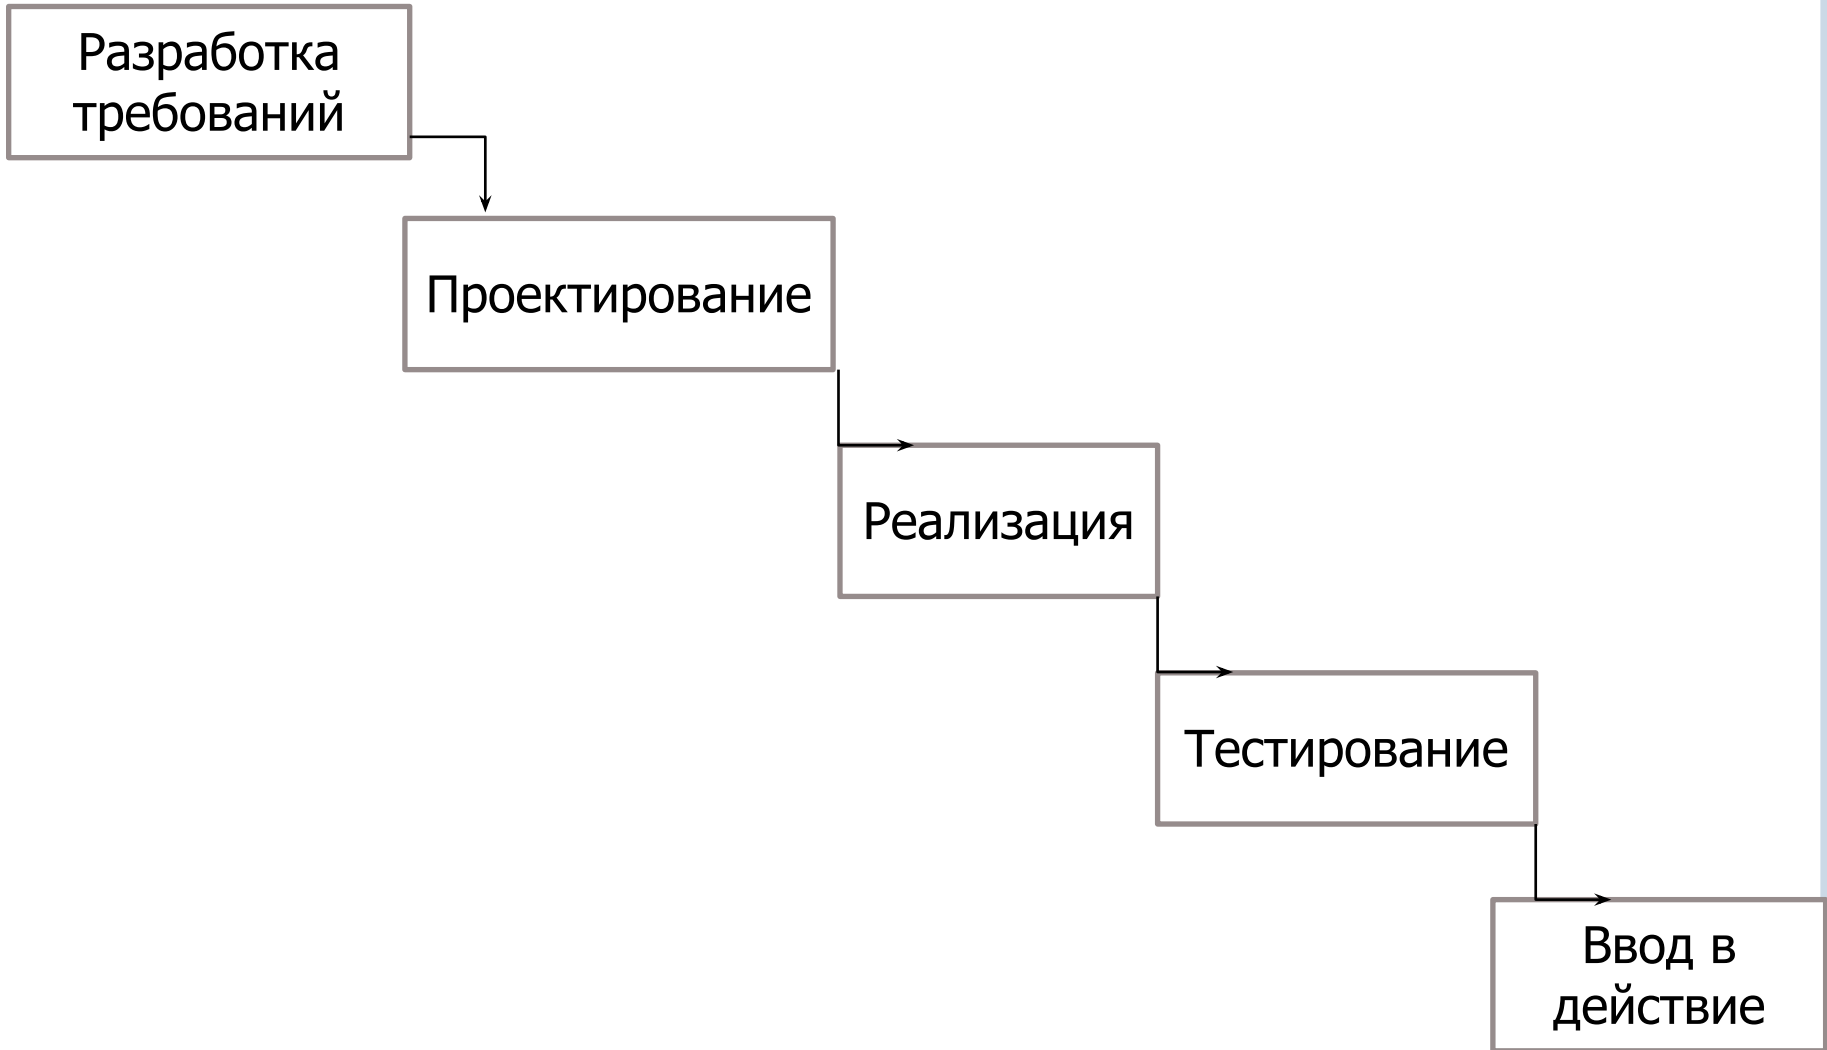 Разработка
требований
Проектирование
Реализация
Тестирование
Ввод в
действие